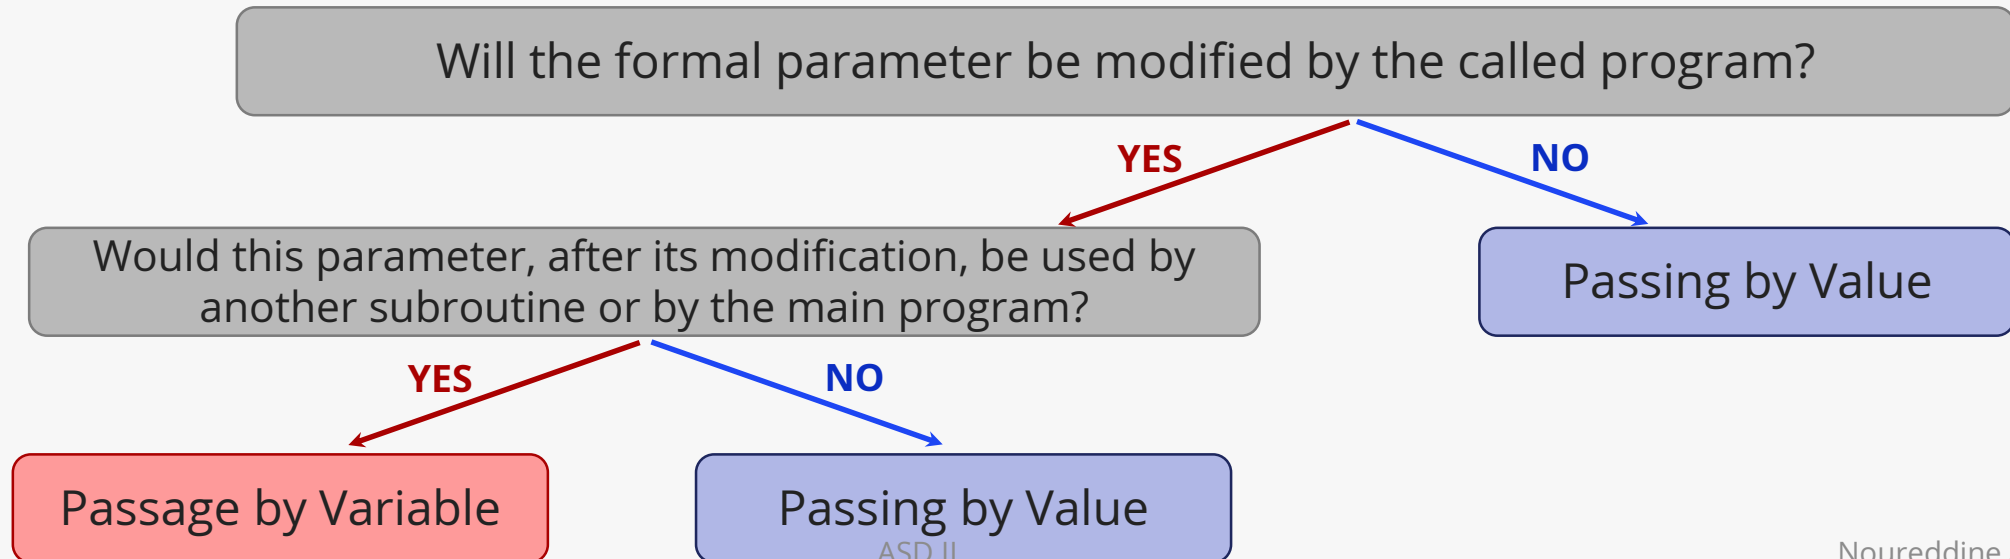 Will the formal parameter be modified by the called program?
YES
NO
Would this parameter, after its modification, be used by
another subroutine or by the main program?
Passing by Value
YES
NO
Passage by Variable
Passing by Value
ASD II
Noureddine